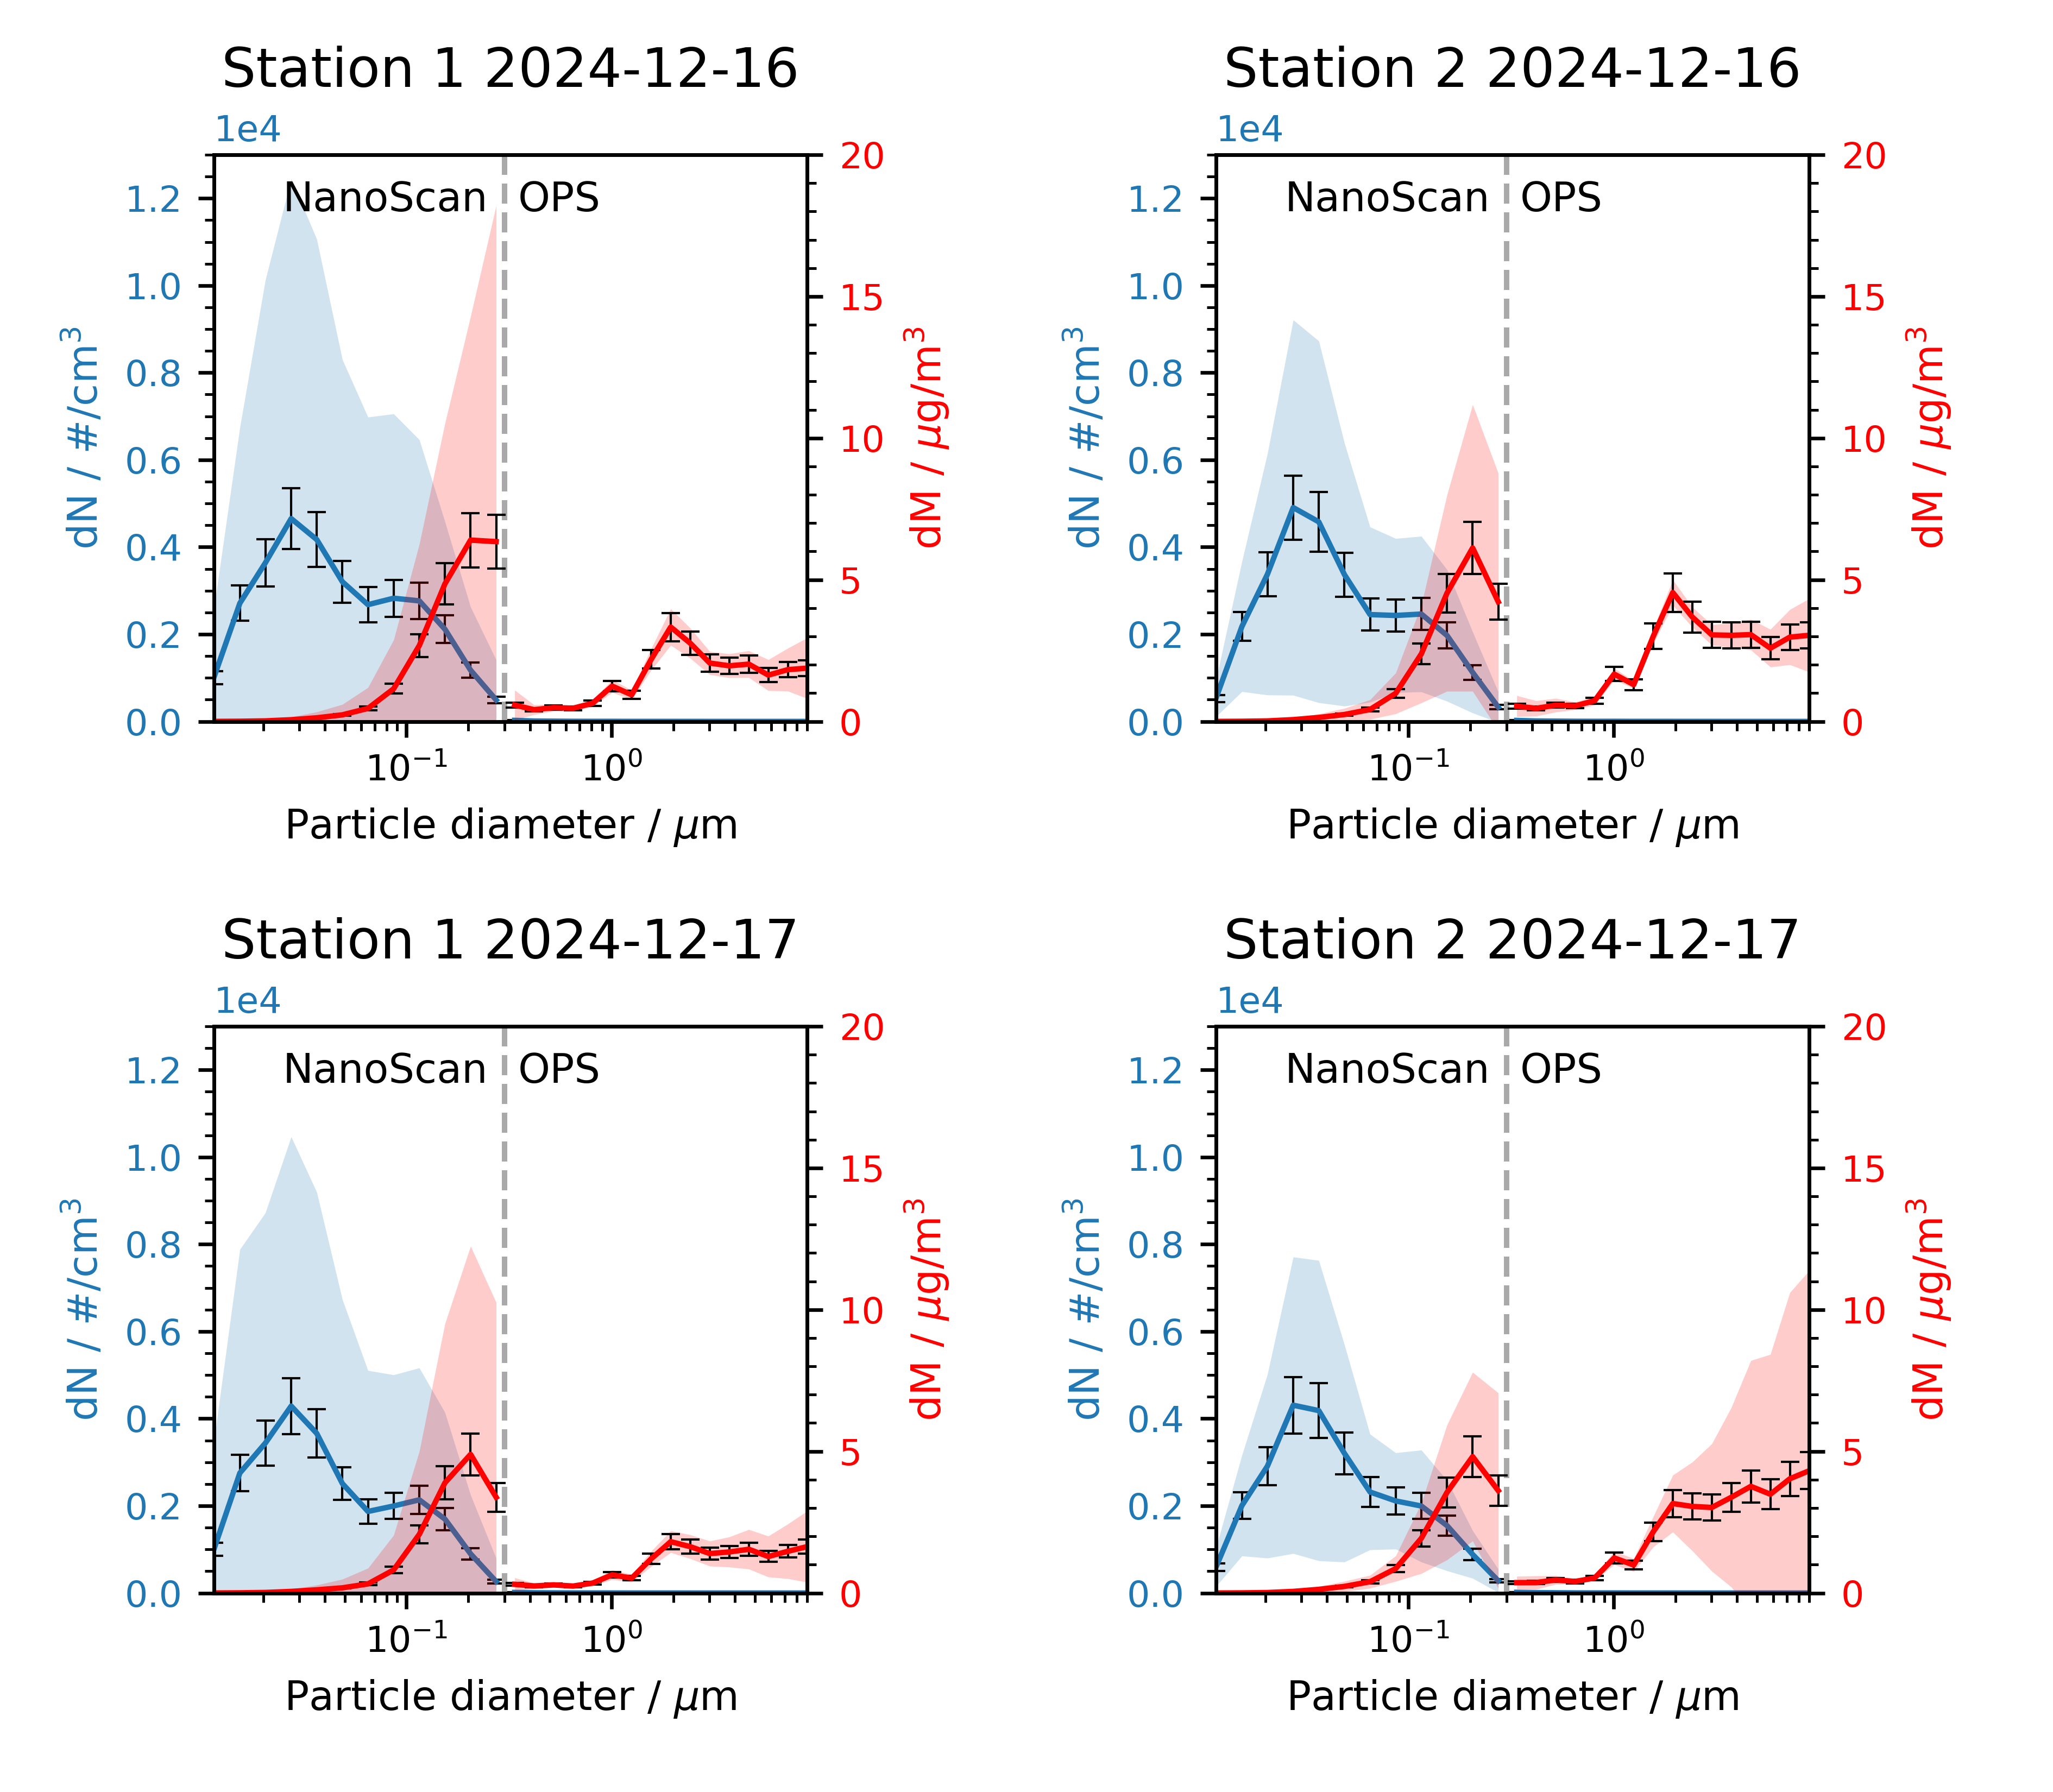 Station 1 2024-12-16
1e4
NanoScan OPS
dN / #/cm³
0.0
0.2
0.4
0.6
0.8
1.0
1.2
dM / μg/m³
0
5
10
15
20
10⁻¹ 10⁰
Particle diameter / μm
Station 2 2024-12-16
1e4
NanoScan OPS
dN / #/cm³
0.0
0.2
0.4
0.6
0.8
1.0
1.2
dM / μg/m³
0
5
10
15
20
10⁻¹ 10⁰
Particle diameter / μm
Station 1 2024-12-17
1e4
NanoScan OPS
dN / #/cm³
0.0
0.2
0.4
0.6
0.8
1.0
1.2
dM / μg/m³
0
5
10
15
20
10⁻¹ 10⁰
Particle diameter / μm
Station 2 2024-12-17
1e4
NanoScan OPS
dN / #/cm³
0.0
0.2
0.4
0.6
0.8
1.0
1.2
dM / μg/m³
0
5
10
15
20
10⁻¹ 10⁰
Particle diameter / μm